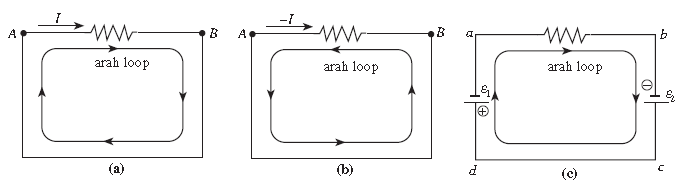 I
A B
arah loop
(a)
–I
A B
arah loop
(b)
a b
arah loop
ε1 ⊕
⊖ ε2
d c
(c)